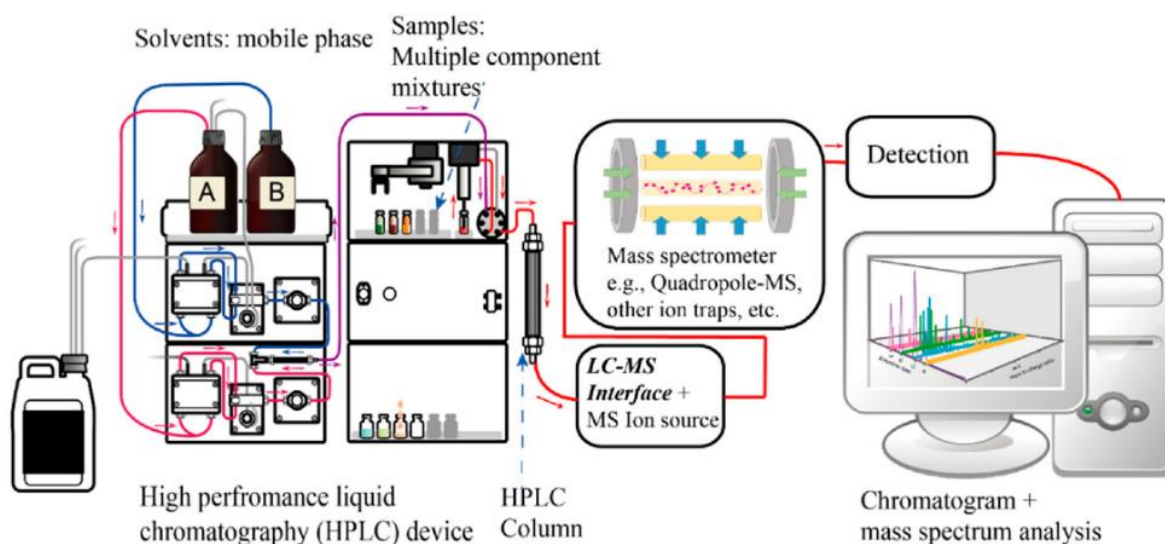 Solvents: mobile phase
Samples:
Multiple component
mixtures
A
B
Mass spectrometer
e.g., Quadropole-MS,
other ion traps, etc.
Detection
LC-MS
Interface +
MS Ion source
High perfromance liquid
chromatography (HPLC) device
HPLC
Column
Chromatogram +
mass spectrum analysis